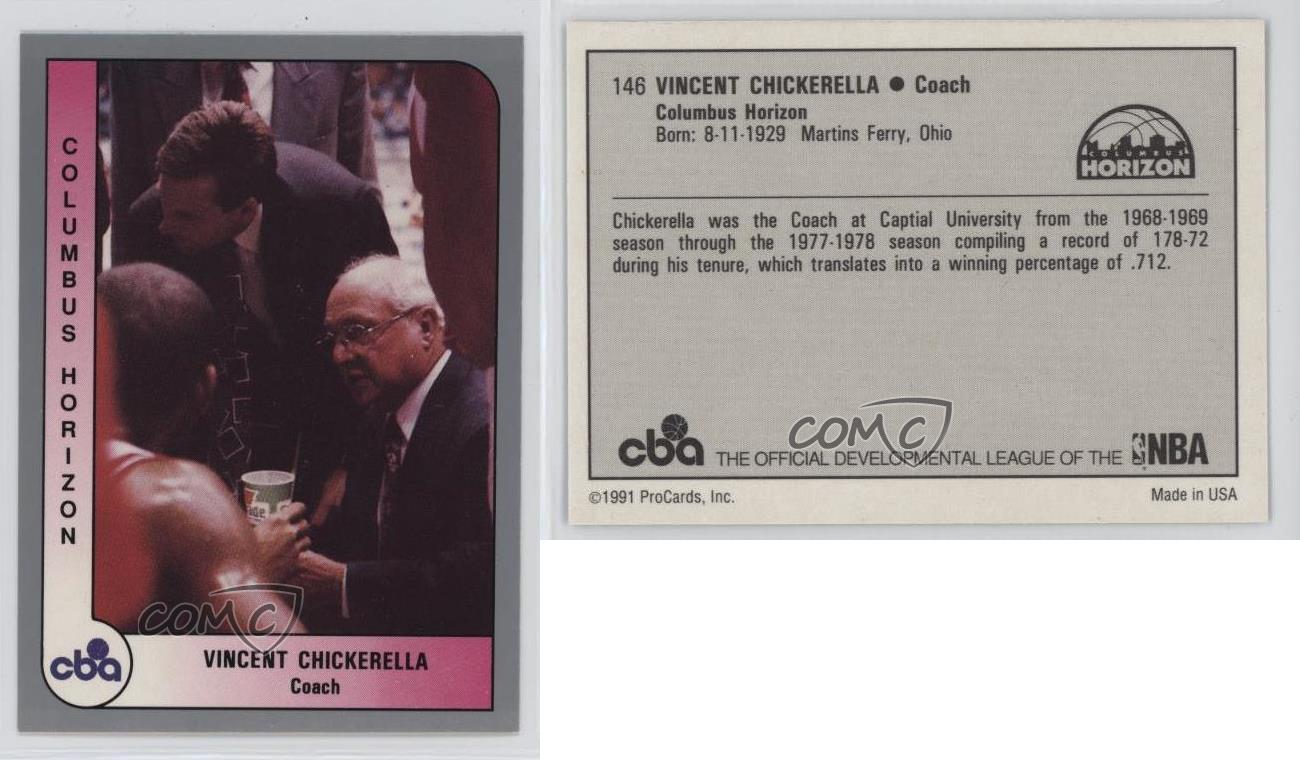 COLUMBUS HORIZON
ade
COMC
cba
VINCENT CHICKERELLA
Coach
146 VINCENT CHICKERELLA ● Coach
Columbus Horizon
Born: 8-11-1929 Martins Ferry, Ohio
COLUMBUS
HORIZON
Chickerella was the Coach at Captial University from the 1968-1969
season through the 1977-1978 season compiling a record of 178-72
during his tenure, which translates into a winning percentage of .712.
COMC
cba THE OFFICIAL DEVELOPMENTAL LEAGUE OF THE NBA
©1991 ProCards, Inc.
Made in USA